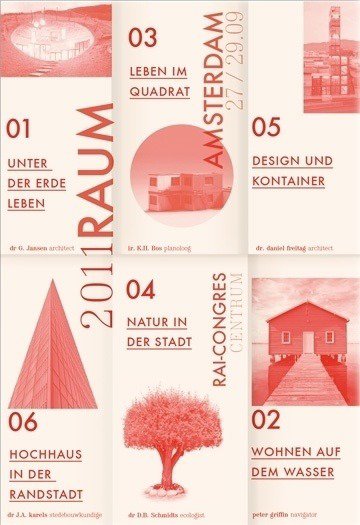 01
UNTER
DER ERDE
LEBEN
dr G. Jansen architect
2011 RAUM
03
LEBEN IM
QUADRAT
ir. K.H. Bos planoloog
AMSTERDAM
27 / 29.09
05
DESIGN UND
KONTAINER
dr. daniel freitag architect
06
HOCHHAUS
IN DER
RANDSTADT
dr J.A. karels stedebouwkundige
04
NATUR IN
DER STADT
dr D.B. Schmidts ecologist
RAI-CONGRES
CENTRUM
02
WOHNEN AUF
DEM WASSER
peter griffin navigator